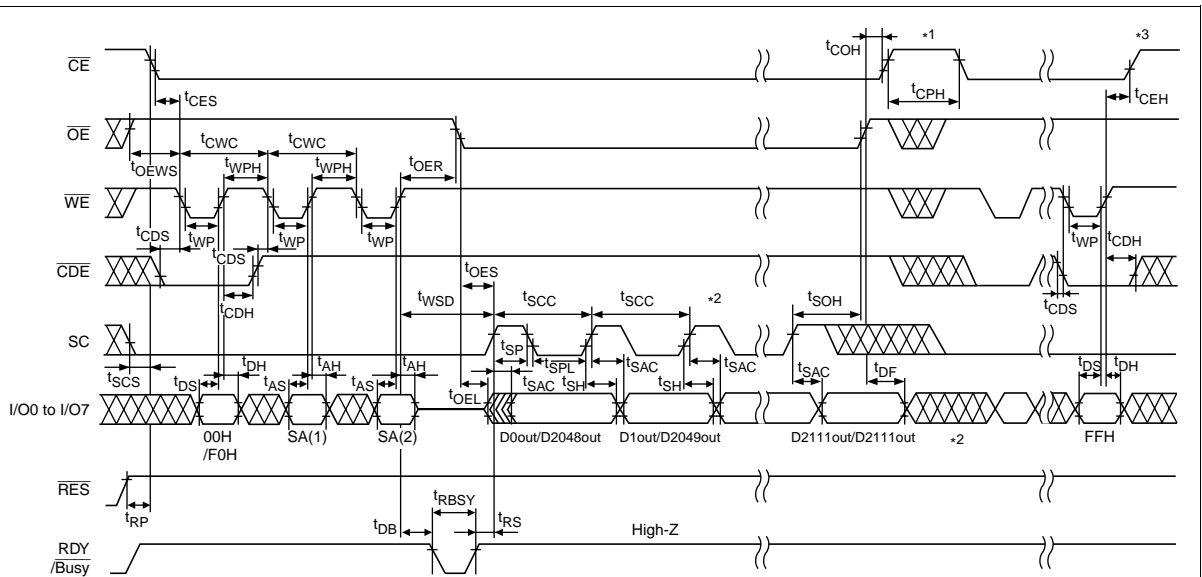 tCOH *1 *3
CE
tCES tCPH tCEH
OE
tCWC tCWC
tOEWS tWPH tWPH tOER
WE
tCDS tWP tCDS tWP tWP tWP tCDH
CDE
tOES
tCDH tWSD tSCC tSCC *2 tSOH tCDS
SC
tSP tSPL
tSCS tDH tAH tAH tSAC tSAC tSAC tDS tDH
tDS tAS tAS tOEL tSH tSH tSAC tDF
I/O0 to I/O7
00H SA(1) SA(2) D0out/D2048out D1out/D2049out D2111out/D2111out *2 FFH
/F0H
RES
tRP tRBSY
tDB tRS
RDY High-Z
/Busy